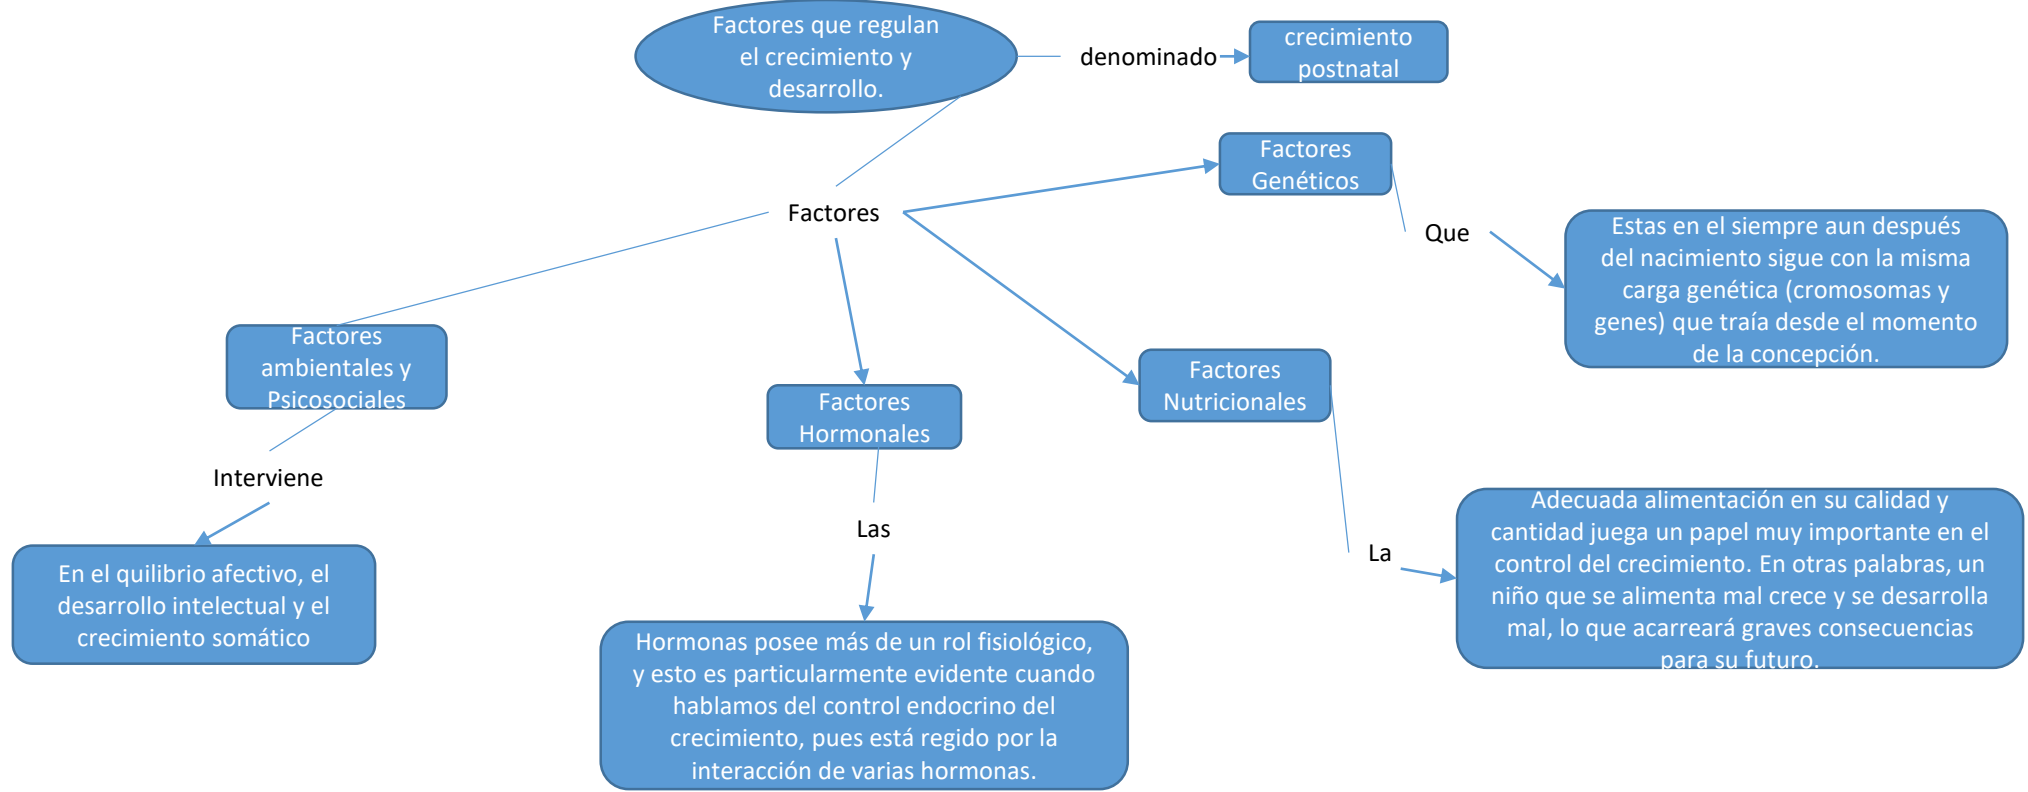 Factores que regulan
el crecimiento y
desarrollo.
denominado
crecimiento
postnatal
Factores
Factores
Genéticos
Que
Estas en el siempre aun después
del nacimiento sigue con la misma
carga genética (cromosomas y
genes) que traía desde el momento
de la concepción.
Factores
ambientales y
Psicosociales
Interviene
En el quilibrio afectivo, el
desarrollo intelectual y el
crecimiento somático
Factores
Hormonales
Las
Hormonas posee más de un rol fisiológico,
y esto es particularmente evidente cuando
hablamos del control endocrino del
crecimiento, pues está regido por la
interacción de varias hormonas.
Factores
Nutricionales
La
Adecuada alimentación en su calidad y
cantidad juega un papel muy importante en el
control del crecimiento. En otras palabras, un
niño que se alimenta mal crece y se desarrolla
mal, lo que acarreará graves consecuencias
para su futuro.